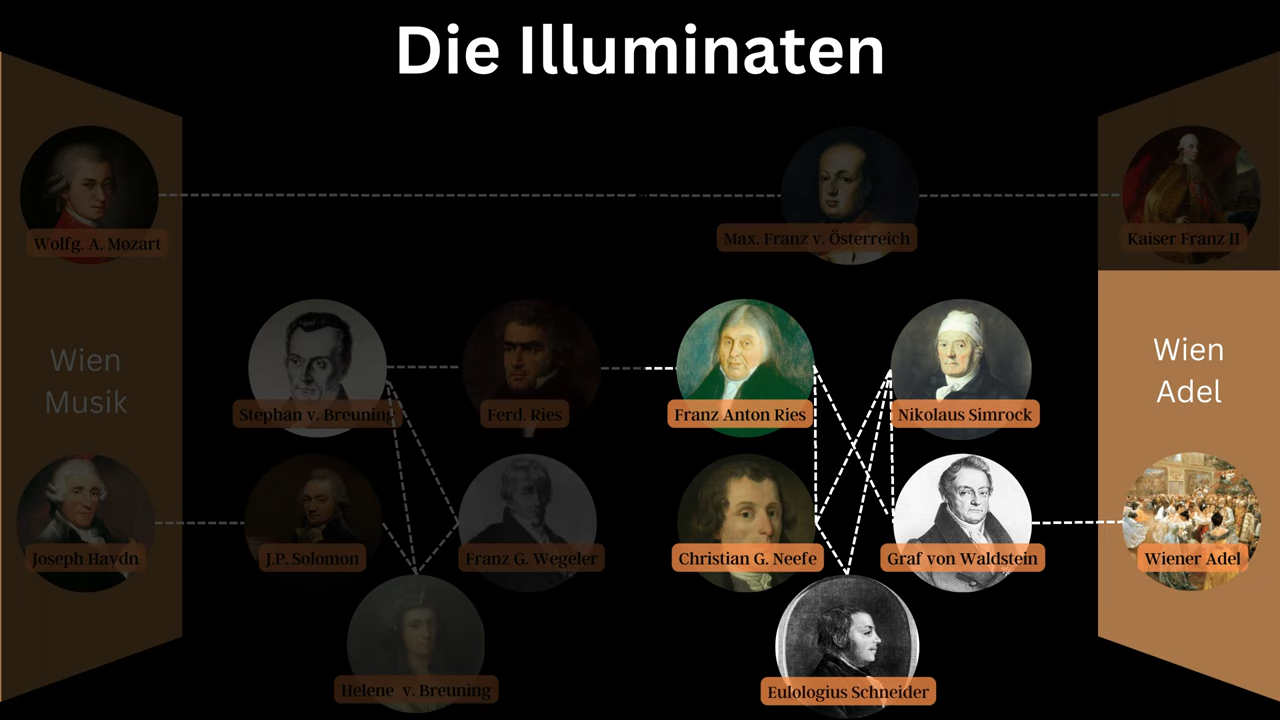 Die Illuminaten
Wolfg. A. Mozart
Max. Franz v. Österreich
Kaiser Franz II
Wien
Musik
Wien
Adel
Stephan v. Breuning
Ferd. Ries
Franz Anton Ries
Nikolaus Simrock
Joseph Haydn
J.P. Solomon
Franz G. Wegeler
Christian G. Neefe
Graf von Waldstein
Wiener Adel
Helene v. Breuning
Eulologius Schneider